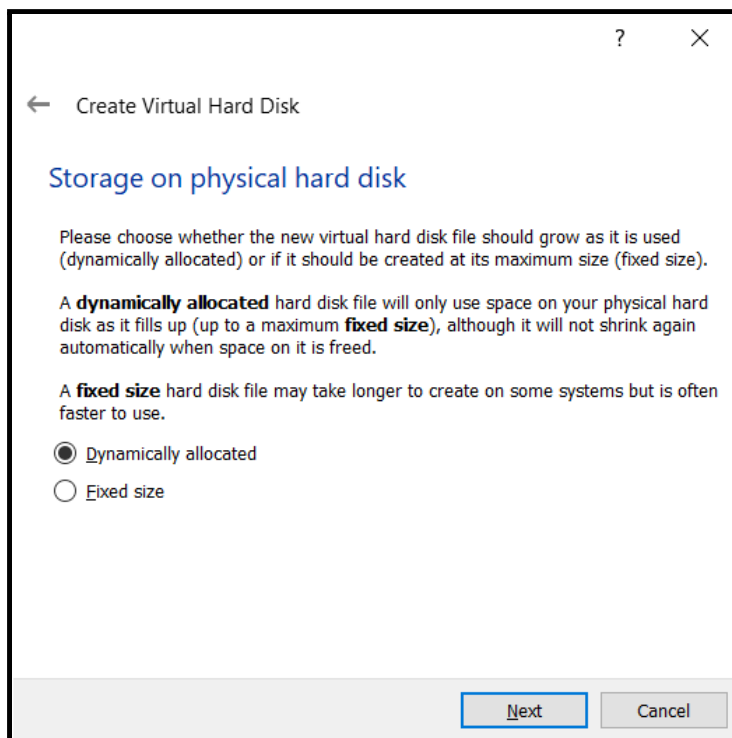 ?
Create Virtual Hard Disk
Storage on physical hard disk
Please choose whether the new virtual hard disk file should grow as it is used
(dynamically allocated) or if it should be created at its maximum size (fixed size).
A dynamically allocated hard disk file will only use space on your physical hard
disk as it fills up (up to a maximum fixed size), although it will not shrink again
automatically when space on it is freed.
A fixed size hard disk file may take longer to create on some systems but is often
faster to use.
Dynamically allocated
Fixed size
Next Cancel